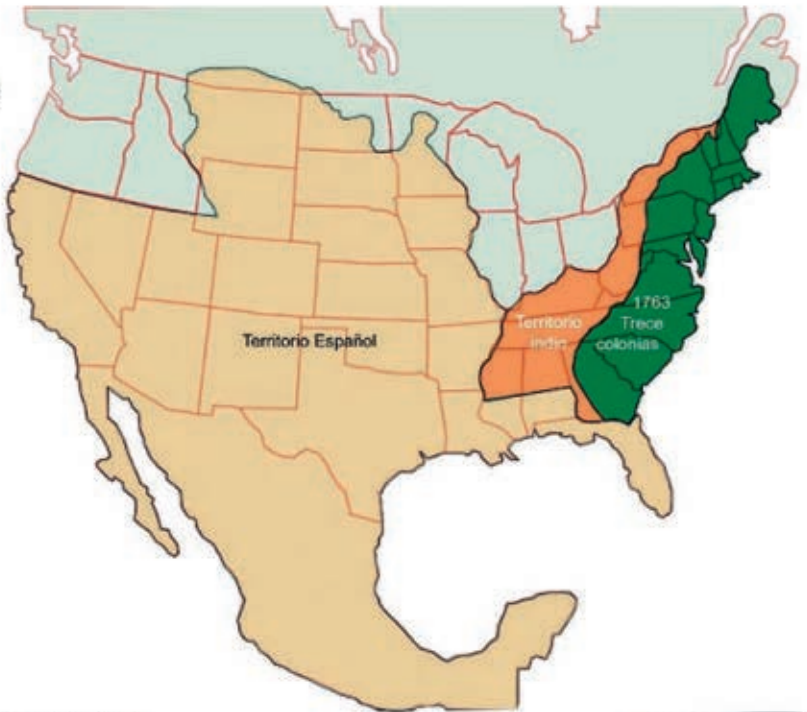 Territorio Español
Territorio
indio
1763
Trece
colonias